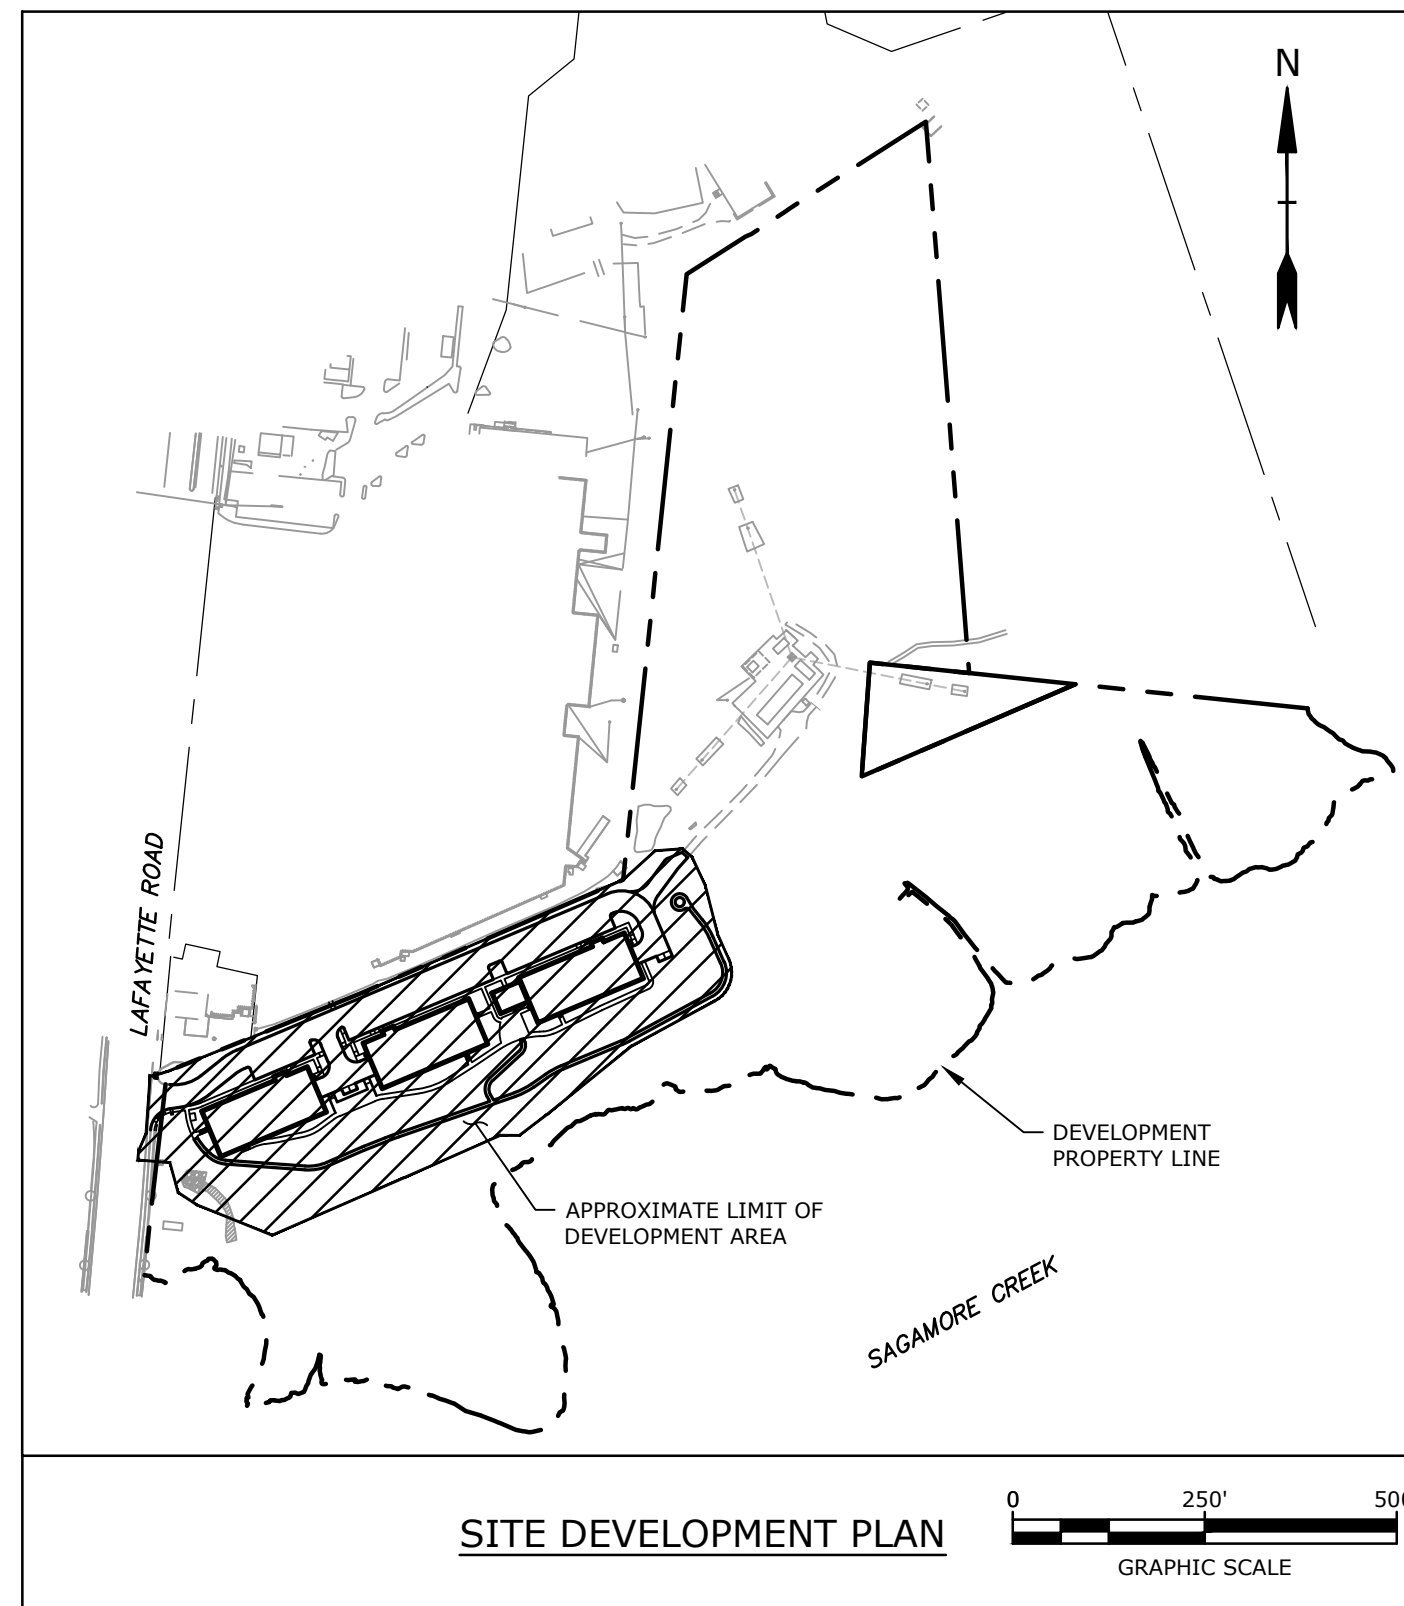 N
LAFAYETTE ROAD
DEVELOPMENT
PROPERTY LINE
APPROXIMATE LIMIT OF
DEVELOPMENT AREA
SAGAMORE CREEK
SITE DEVELOPMENT PLAN
0 250' 500
GRAPHIC SCALE